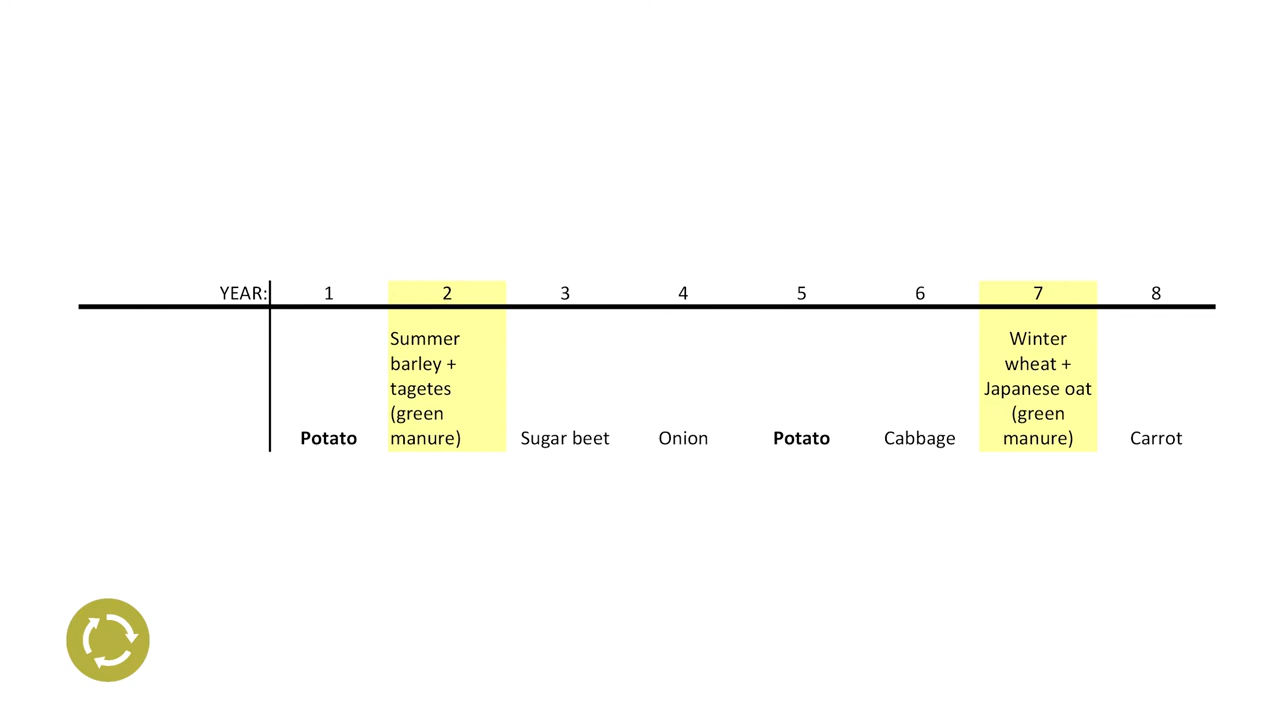 YEAR: 1 2 3 4 5 6 7 8
Potato
Summer
barley +
tagetes
(green
manure)
Sugar beet
Onion
Potato
Cabbage
Winter
wheat +
Japanese oat
(green
manure)
Carrot